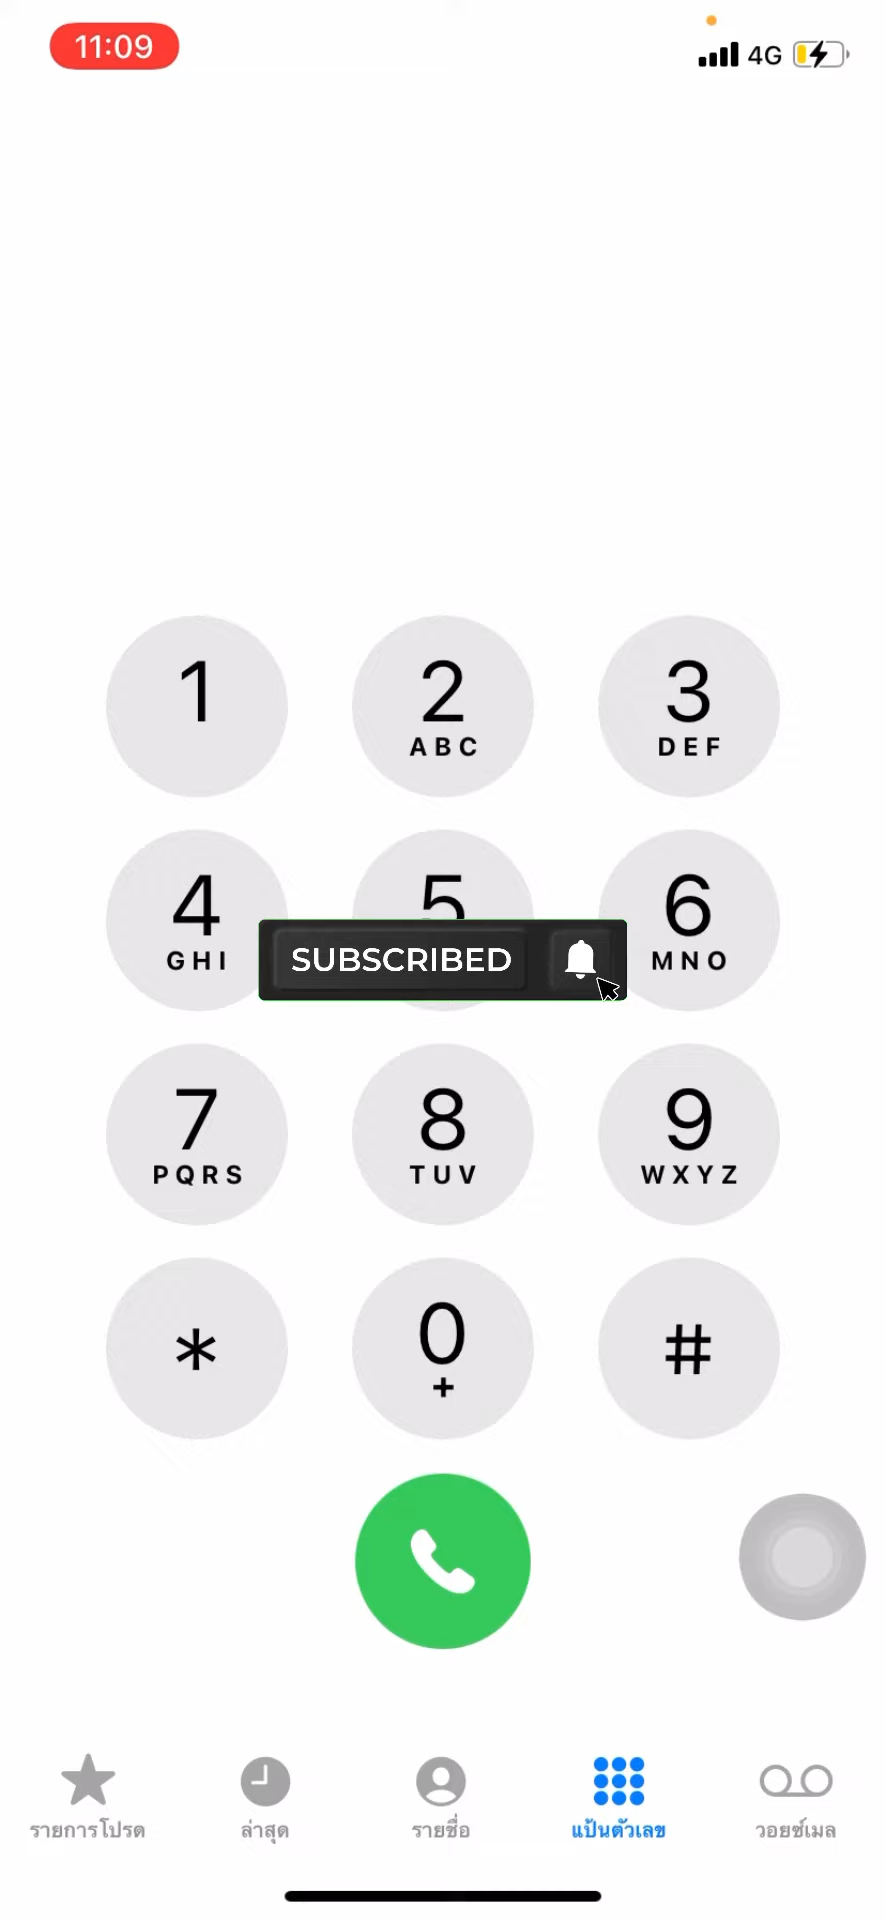 11:09
4G
1
2
ABC
3
DEF
4
GHI
5
6
MNO
SUBSCRIBED
7
PQRS
8
TUV
9
WXYZ
*
0
+
#
รายการโปรด
ล่าสุด
รายชื่อ
แป้นตัวเลข
วอยซ์เมล